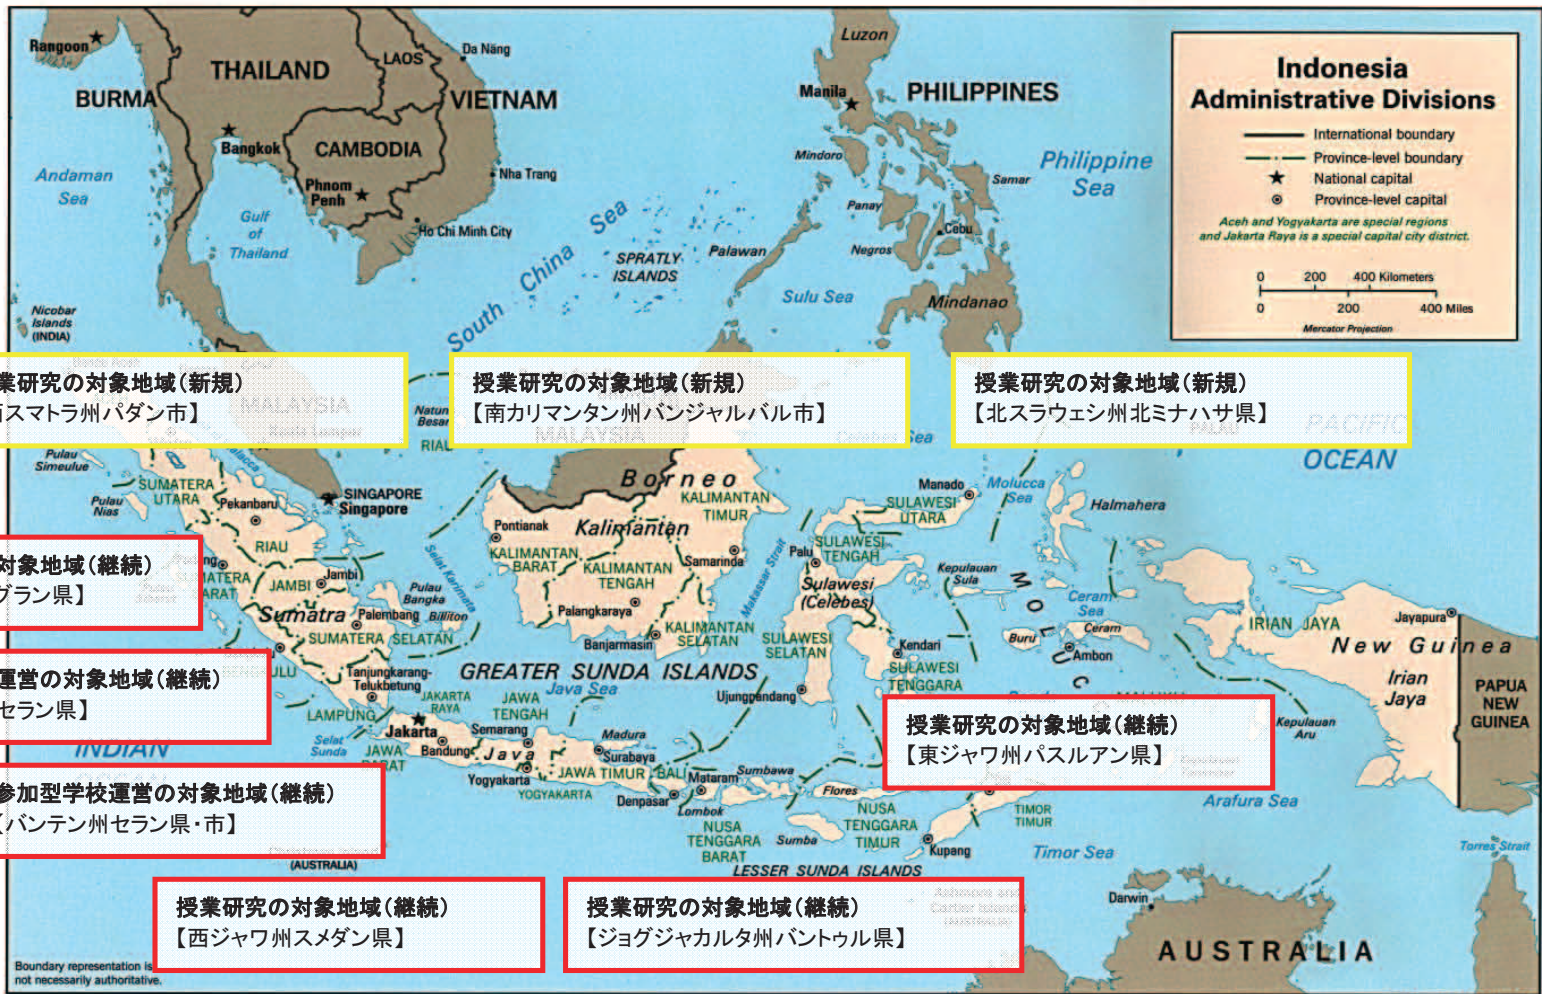 Rangoon
THAILAND
LAOS
Da Näng
BURMA
VIETNAM
Bangkok
CAMBODIA
Phnom
Penh
Nha Trang
Ho Chi Minh City
Andaman
Sea
Gulf
of
Thailand
South China Sea
Nicobar
Islands
(INDIA)
Luzon
Manila
PHILIPPINES
Mindoro
Philippine
Sea
Samar
Panay
Cebu
Negros
Palawan
SPRATLY
ISLANDS
Sulu Sea
Mindanao
Indonesia
Administrative Divisions
International boundary
Province-level boundary
National capital
Province-level capital
Aceh and Yogyakarta are special regions
and Jakarta Raya is a special capital city district.
0 200 400 Kilometers
0 200 400 Miles
Mercator Projection
業研究の対象地域(新規)
西スマトラ州パダン市】
授業研究の対象地域(新規)
【南カリマンタン州バンジャルバル市】
授業研究の対象地域(新規)
【北スラウェシ州北ミナハサ県】
MALAYSIA
MALAYSIA
Natuna
Besar
RIAU
Sea
PALAU
PACIFIC
OCEAN
Pulau
Simeulue
Pulau
Nias
SUMATERA
UTARA
Pekanbaru
SINGAPORE
Singapore
RIAU
JAMBI
Jambi
Sumatra
Palembang
SUMATERA SELATAN
Pulau
Bangka
Billiton
Selat Karimata
Tanjungkarang-
Telukbetung
LAMPUNG
Selat
Sunda
Borneo
Kalimantan
Pontianak
KALIMANTAN
BARAT
KALIMANTAN
TENGAH
KALIMANTAN
TIMUR
Samarinda
Palangkaraya
Banjarmasin
KALIMANTAN
SELATAN
Makassar Strait
Manado
SULAWESI
UTARA
Palu
SULAWESI
TENGAH
Sulawesi
(Celebes)
SULAWESI
SELATAN
Kendari
SULAWESI
TENGGARA
Ujungpandang
Molucca
Sea
Halmahera
Kepulauan
Sula
MOLUC
Ceram
Sea
Buru
Ceram
Ambon
IRIAN JAYA
Jayapura
New Guinea
Irian
Jaya
PAPUA
NEW
GUINEA
Kepulauan
Aru
対象地域(継続)
グラン県】
運営の対象地域(継続)
セラン県】
参加型学校運営の対象地域(継続)
【バンテン州セラン県・市】
授業研究の対象地域(継続)
【東ジャワ州パスルアン県】
GREATER SUNDA ISLANDS
Java Sea
JAKARTA
RAYA
JAWA
TENGAH
Jakarta
Semarang
Madura
Bandung
Java
Surabaya
JAWA
BARAT
Yogyakarta
JAWA TIMUR
YOGYAKARTA
BALI
Mataram
Denpasar
Lombok
Sumbawa
NUSA
TENGGARA
BARAT
Sumba
Flores
NUSA
TENGGARA
TIMUR
Kupang
TIMOR
TIMUR
LESSER SUNDA ISLANDS
Timor Sea
Arafura Sea
Torres Strait
INDIAN
(AUSTRALIA)
授業研究の対象地域(継続)
【西ジャワ州スメダン県】
授業研究の対象地域(継続)
【ジョグジャカルタ州バントゥル県】
Darwin
AUSTRALIA
Boundary representation is
not necessarily authoritative.